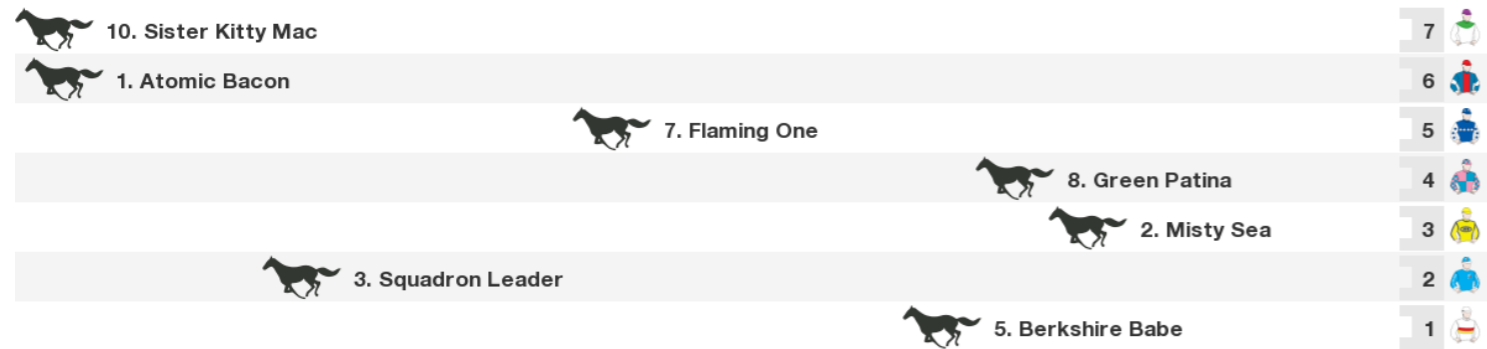 10. Sister Kitty Mac 7
1. Atomic Bacon 6
7. Flaming One 5
8. Green Patina 4
2. Misty Sea 3
3. Squadron Leader 2
5. Berkshire Babe 1